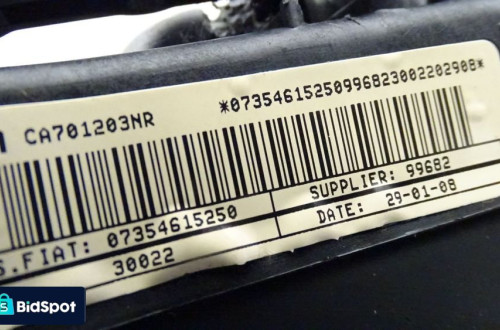 *07354615250996823002202908*
CA701203NR
SUPPLIER: 99682
S.FIAT: 07354615250
DATE: 29-01-08
30022
BidSpot